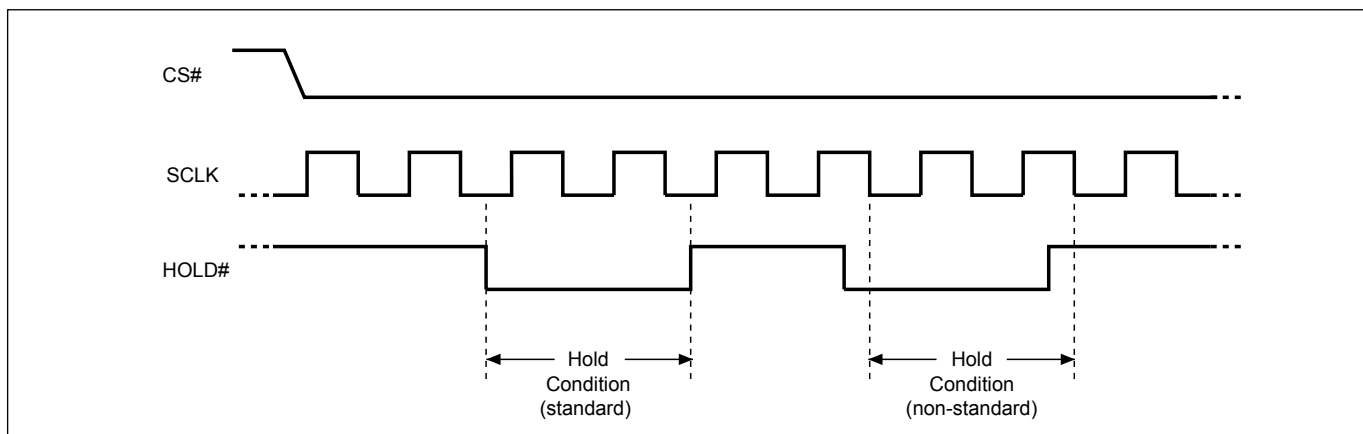 CS#
SCLK
HOLD#
Hold
Condition
(standard)
Hold
Condition
(non-standard)